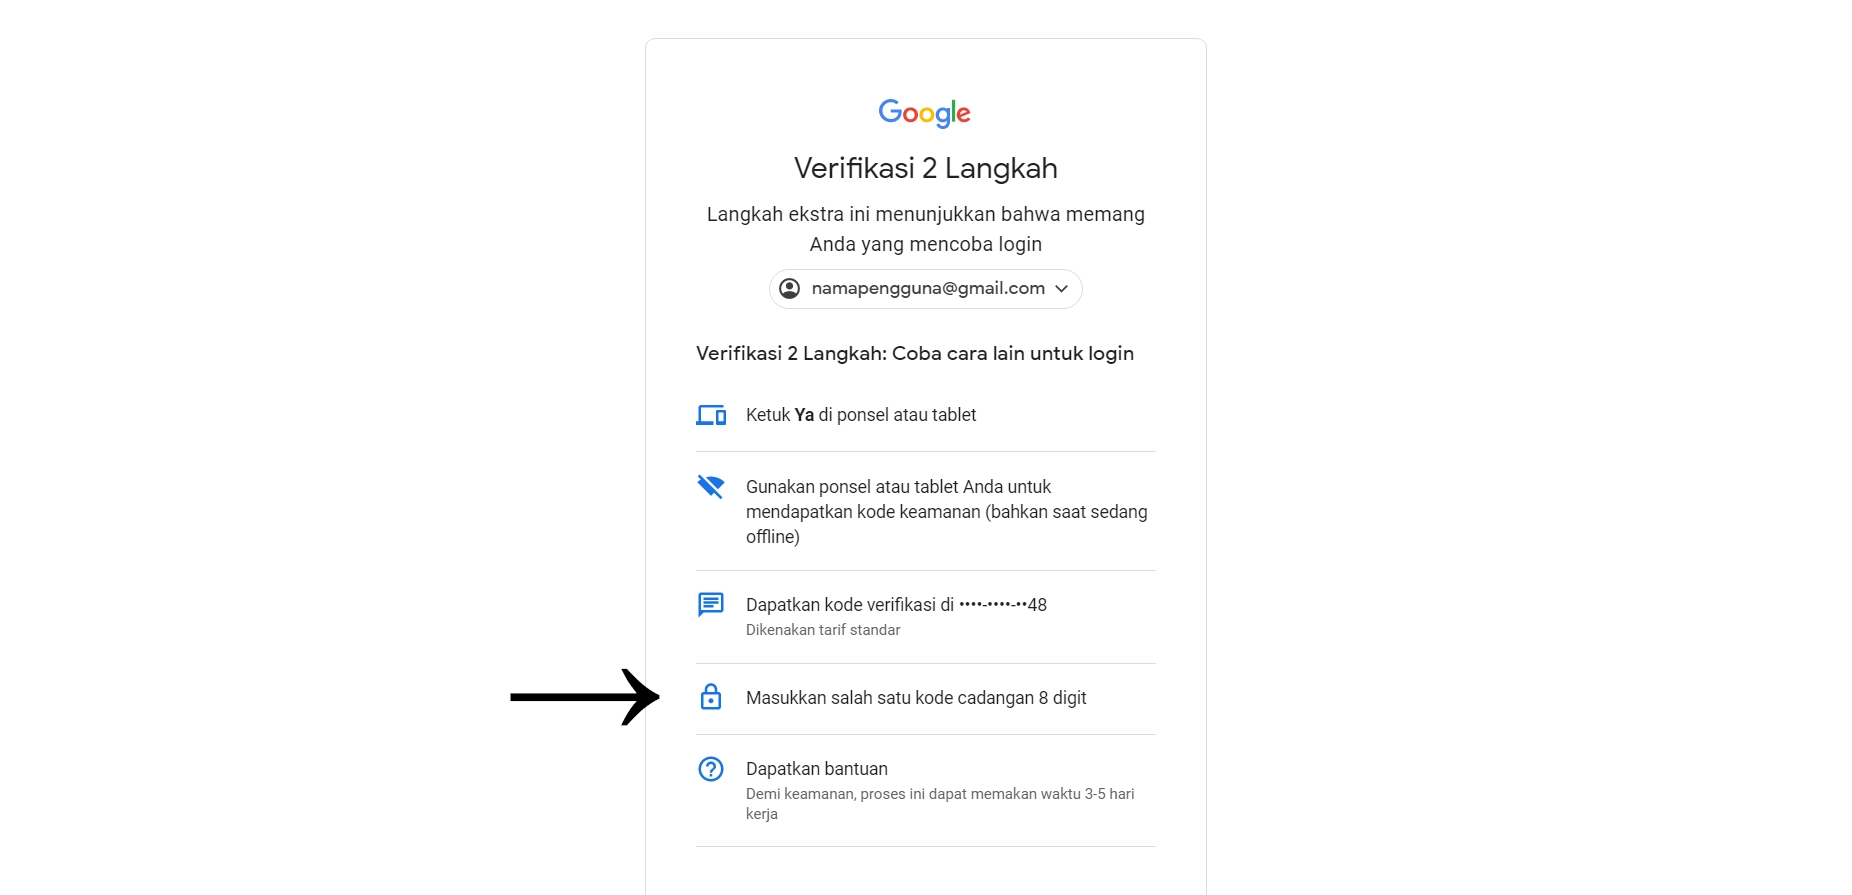 Google
Verifikasi 2 Langkah
Langkah ekstra ini menunjukkan bahwa memang
Anda yang mencoba login
namapengguna@gmail.com
Verifikasi 2 Langkah: Coba cara lain untuk login
Ketuk Ya di ponsel atau tablet
Gunakan ponsel atau tablet Anda untuk
mendapatkan kode keamanan (bahkan saat sedang
offline)
Dapatkan kode verifikasi di ••••-••••-••48
Dikenakan tarif standar
Masukkan salah satu kode cadangan 8 digit
Dapatkan bantuan
Demi keamanan, proses ini dapat memakan waktu 3-5 hari
kerja